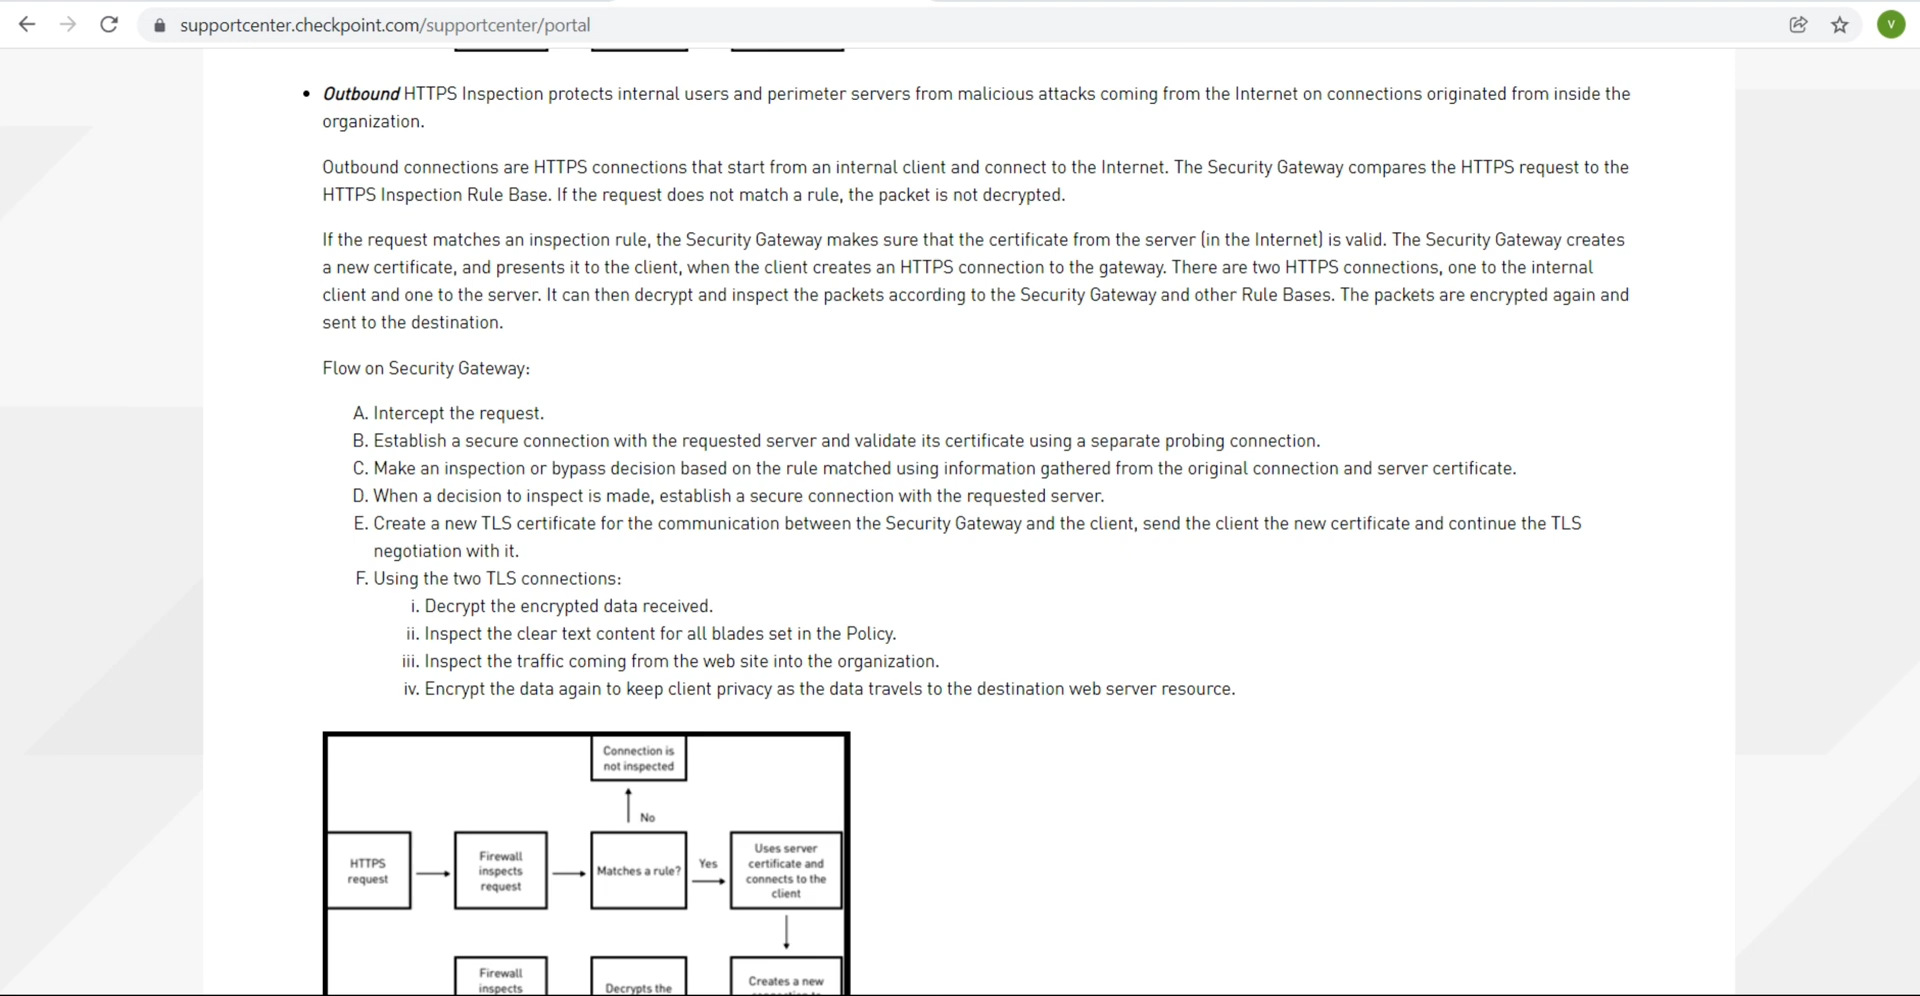 supportcenter.checkpoint.com/supportcenter/portal
V
• Outbound HTTPS Inspection protects internal users and perimeter servers from malicious attacks coming from the Internet on connections originated from inside the
organization.
Outbound connections are HTTPS connections that start from an internal client and connect to the Internet. The Security Gateway compares the HTTPS request to the
HTTPS Inspection Rule Base. If the request does not match a rule, the packet is not decrypted.
If the request matches an inspection rule, the Security Gateway makes sure that the certificate from the server (in the Internet) is valid. The Security Gateway creates
a new certificate, and presents it to the client, when the client creates an HTTPS connection to the gateway. There are two HTTPS connections, one to the internal
client and one to the server. It can then decrypt and inspect the packets according to the Security Gateway and other Rule Bases. The packets are encrypted again and
sent to the destination.
Flow on Security Gateway:
A. Intercept the request.
B. Establish a secure connection with the requested server and validate its certificate using a separate probing connection.
C. Make an inspection or bypass decision based on the rule matched using information gathered from the original connection and server certificate.
D. When a decision to inspect is made, establish a secure connection with the requested server.
E. Create a new TLS certificate for the communication between the Security Gateway and the client, send the client the new certificate and continue the TLS
negotiation with it.
F. Using the two TLS connections:
i. Decrypt the encrypted data received.
ii. Inspect the clear text content for all blades set in the Policy.
iii. Inspect the traffic coming from the web site into the organization.
iv. Encrypt the data again to keep client privacy as the data travels to the destination web server resource.
Connection is
not inspected
No
HTTPS
request
Firewall
inspects
request
Matches a rule?
Yes
Uses server
certificate and
connects to the
client
Firewall
inspects
Decrypts the
Creates a new